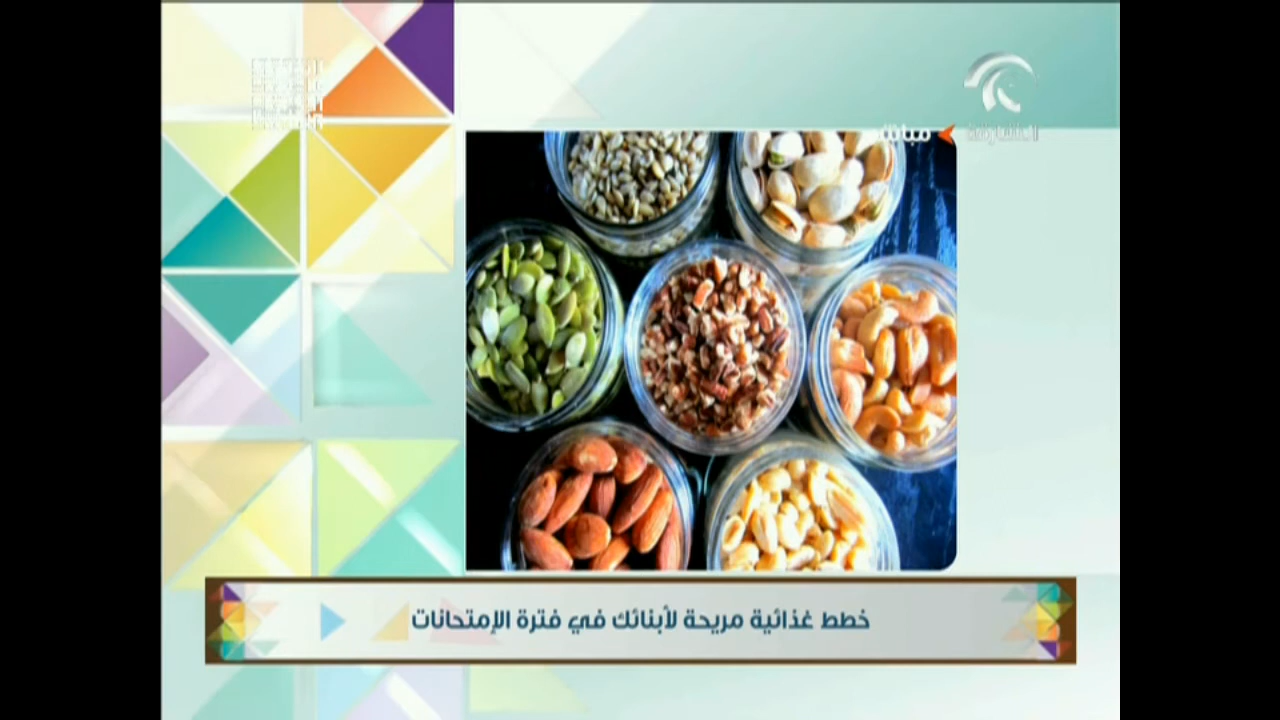 الشارقة
مباشر
خطط غذائية مريحة لأبنائك في فترة الإمتحانات